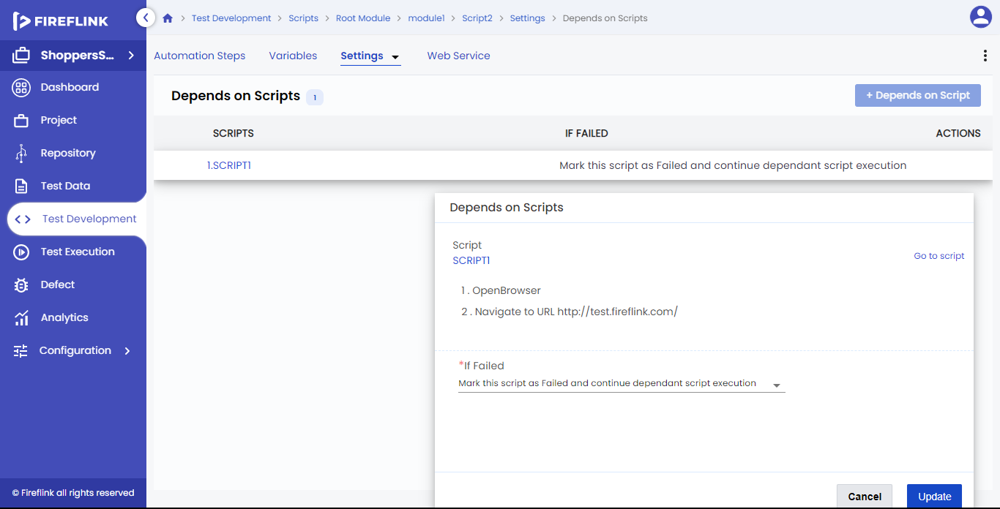 FIREFLINK
Test Development Scripts Root Module module1 Script2 Settings Depends on Scripts
ShoppersS...
Automation Steps Variables Settings Web Service
Dashboard
Project
Repository
Test Data
Test Development
Test Execution
Defect
Analytics
Configuration
© Fireflink all rights reserved
Depends on Scripts 1
+ Depends on Script
SCRIPTS IF FAILED ACTIONS
1.SCRIPT1 Mark this script as Failed and continue dependant script execution
Depends on Scripts
Script
SCRIPT1
Go to script
1 . OpenBrowser
2 . Navigate to URL http://test.fireflink.com/
*If Failed
Mark this script as Failed and continue dependant script execution
Cancel Update